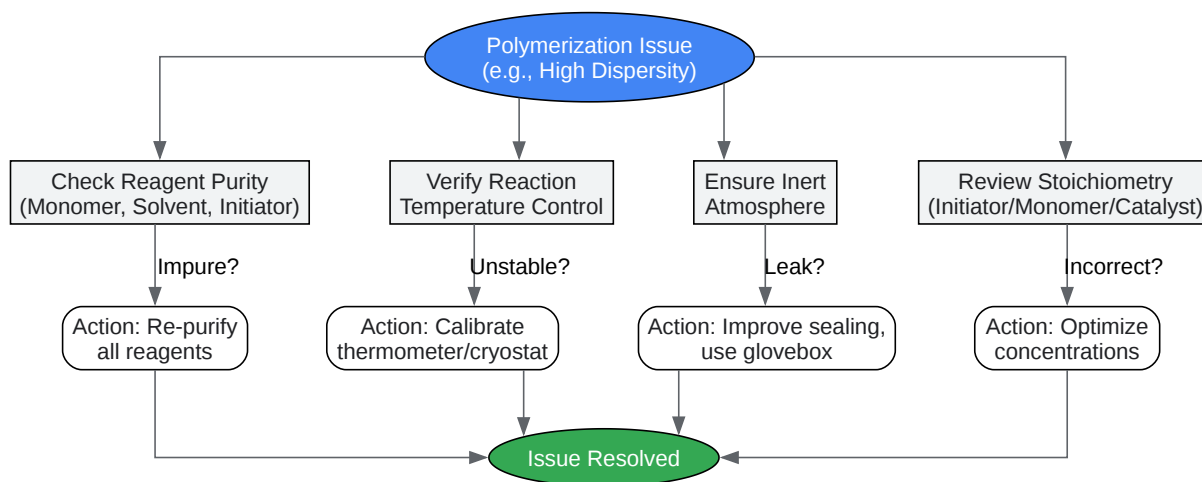 Polymerization Issue
(e.g., High Dispersity)
Check Reagent Purity
(Monomer, Solvent, Initiator)
Verify Reaction
Temperature Control
Ensure Inert
Atmosphere
Review Stoichiometry
(Initiator/Monomer/Catalyst)
Impure?
Unstable?
Leak?
Incorrect?
Action: Re-purify
all reagents
Action: Calibrate
thermometer/cryostat
Action: Improve sealing,
use glovebox
Action: Optimize
concentrations
Issue Resolved